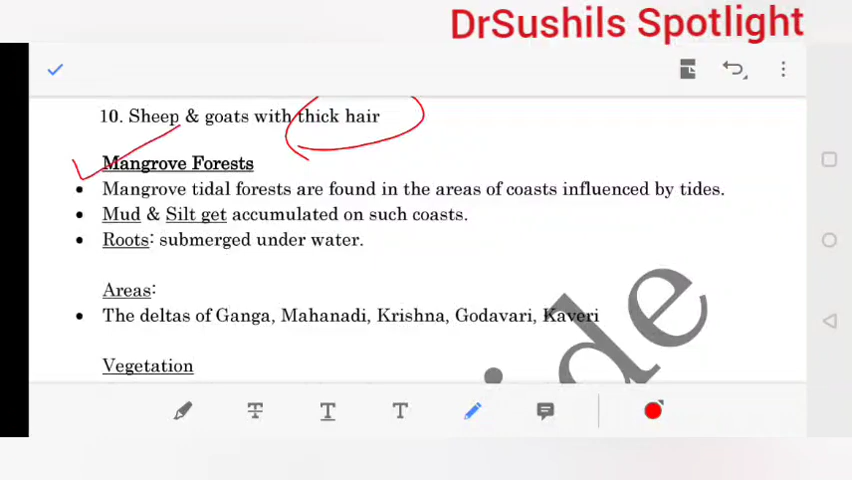 DrSushils Spotlight
10. Sheep & goats with thick hair
Mangrove Forests
• Mangrove tidal forests are found in the areas of coasts influenced by tides.
• Mud & Silt get accumulated on such coasts.
• Roots: submerged under water.
Areas:
• The deltas of Ganga, Mahanadi, Krishna, Godavari, Kaveri
Vegetation